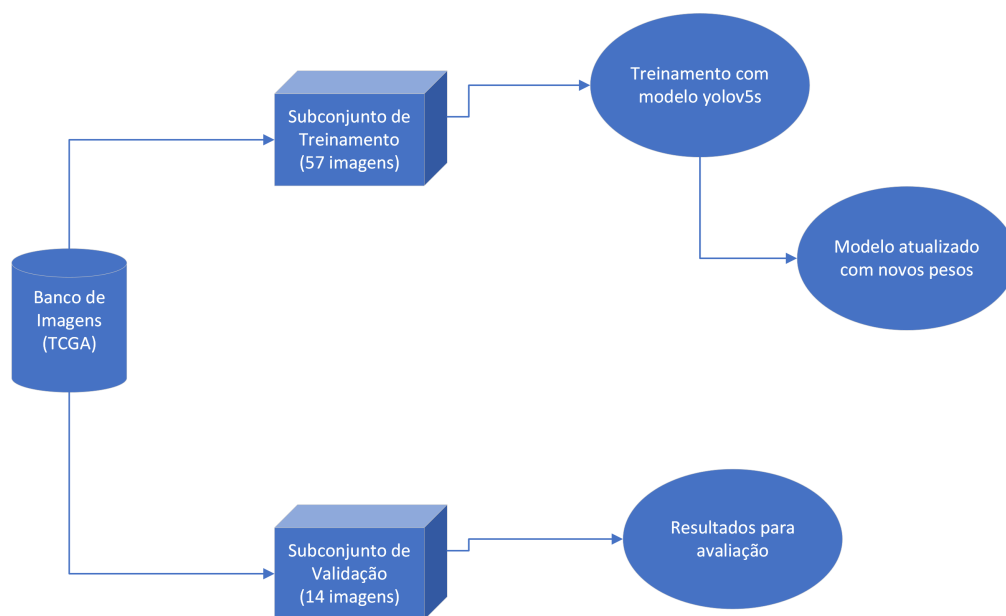 Treinamento com
modelo yolov5s
Subconjunto de
Treinamento
(57 imagens)
Modelo atualizado
com novos pesos
Banco de
Imagens
(TCGA)
Resultados para
avaliação
Subconjunto de
Validação
(14 imagens)